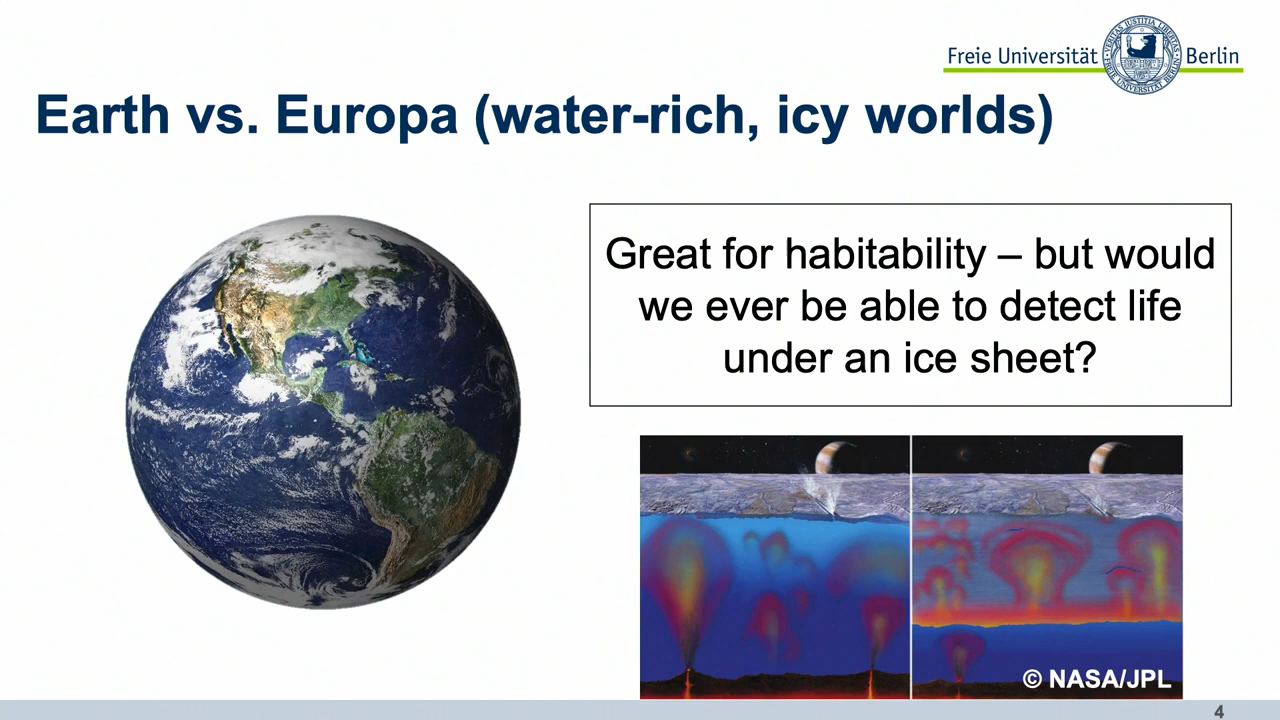 Freie Universität Berlin
Earth vs. Europa (water-rich, icy worlds)
Great for habitability – but would
we ever be able to detect life
under an ice sheet?
© NASA/JPL
4